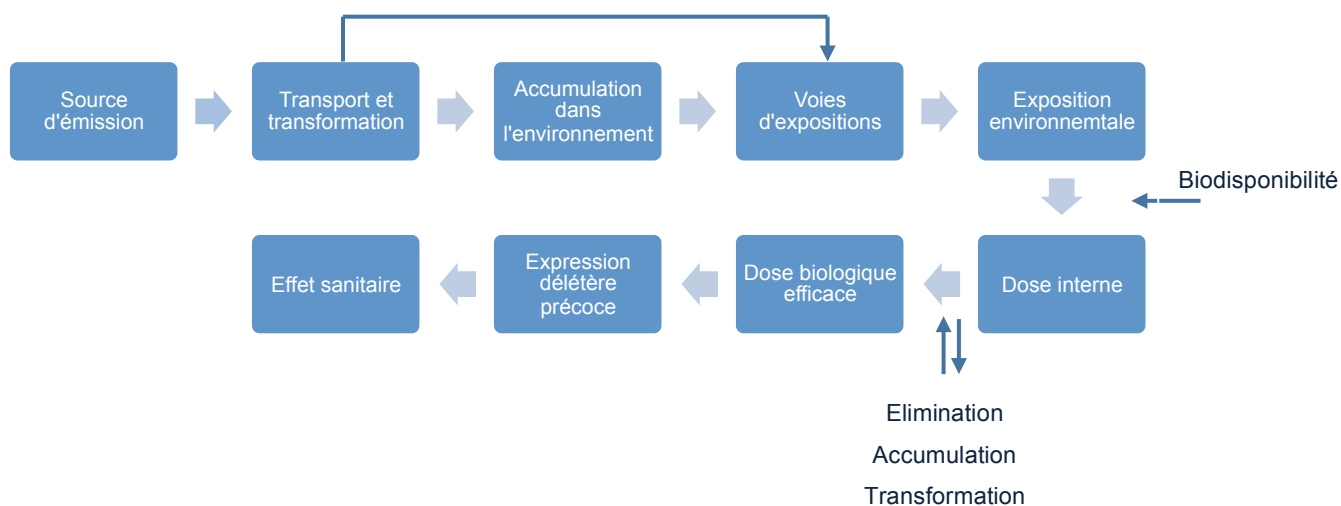 Source
d'émission
Transport et
transformation
Accumulation
dans
l'environnement
Voies
d'expositions
Exposition
environnemtale
Biodisponibilité
Effet sanitaire
Expression
délétère
précoce
Dose biologique
efficace
Dose interne
Elimination
Accumulation
Transformation